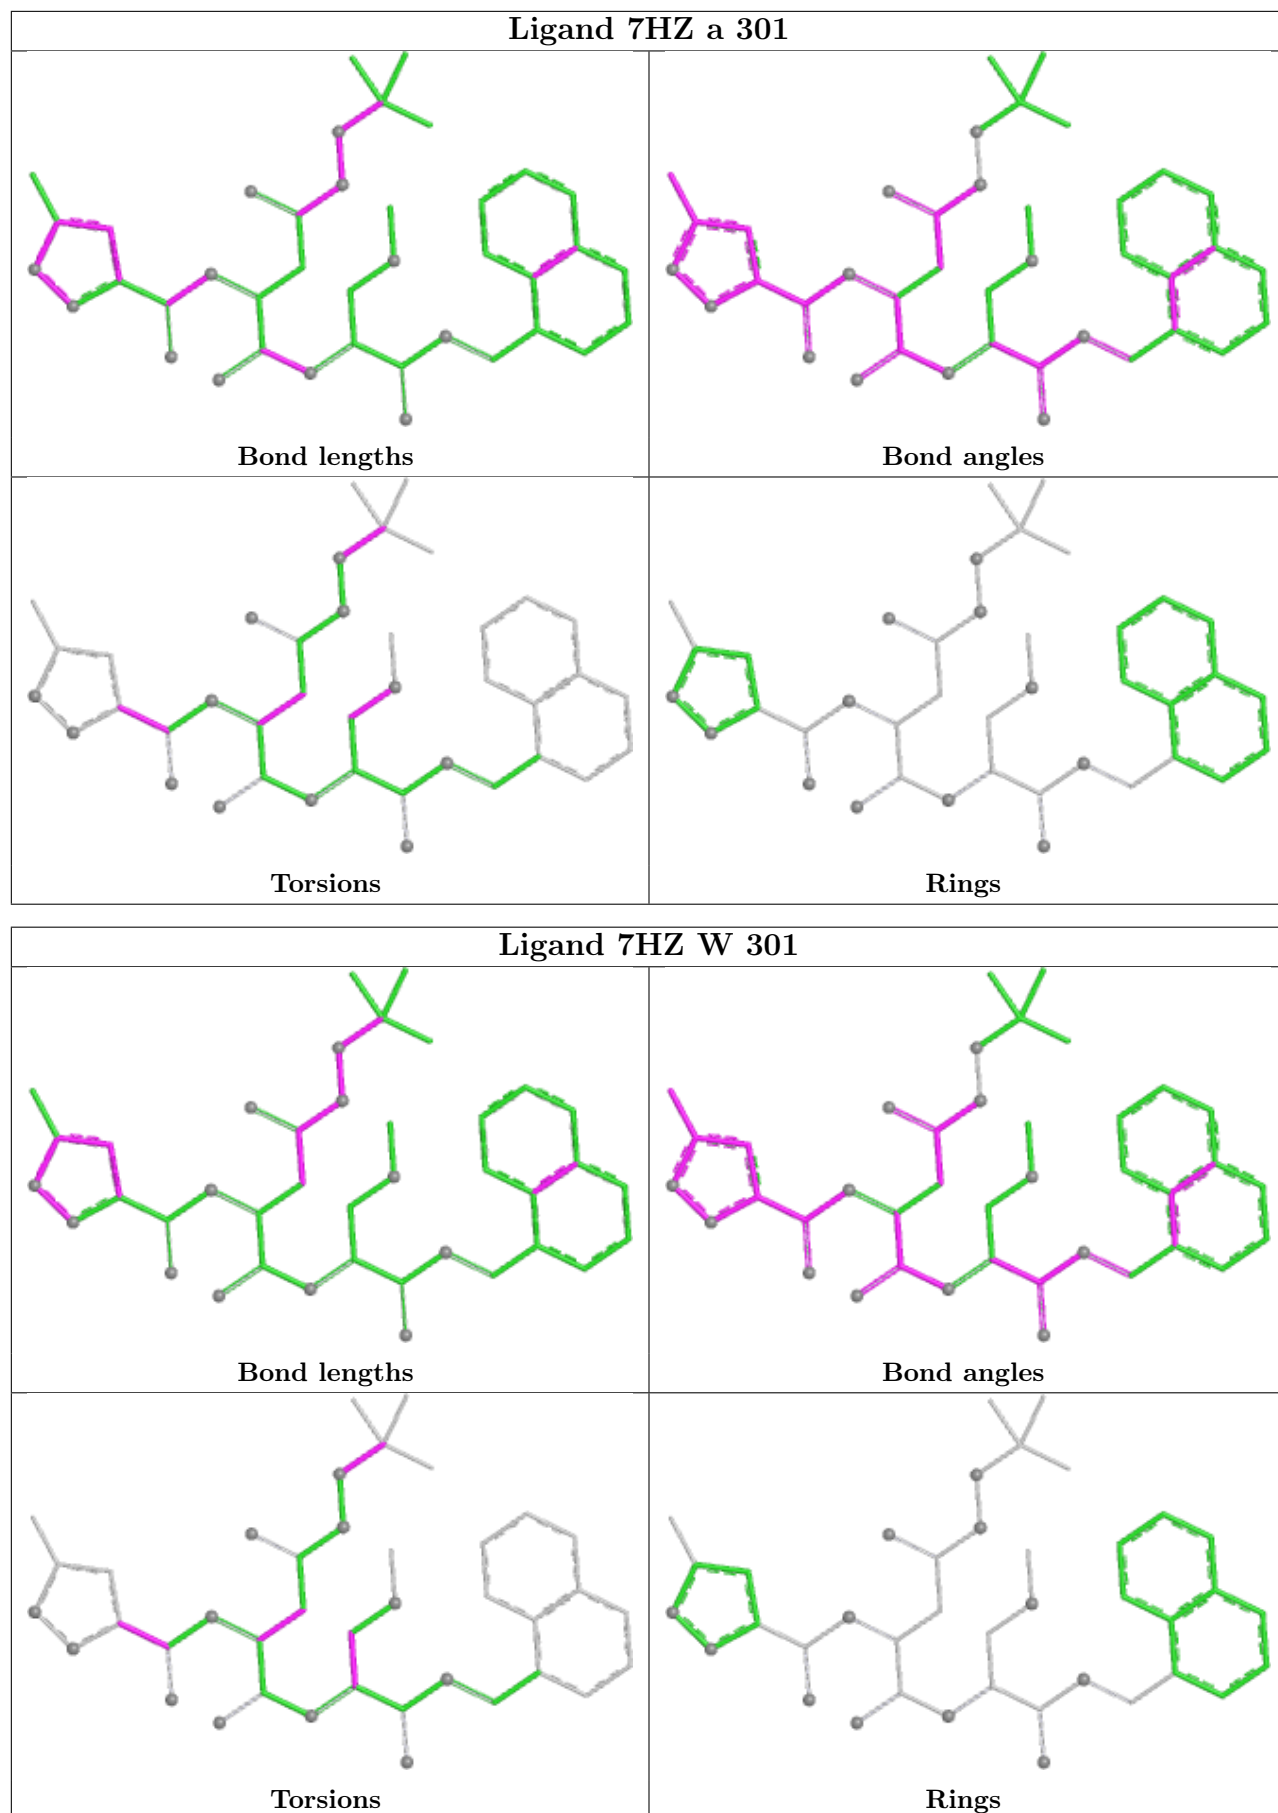 Ligand 7HZ a 301
Bond lengths
Bond angles
Torsions
Rings
Ligand 7HZ W 301
Bond lengths
Bond angles
Torsions
Rings